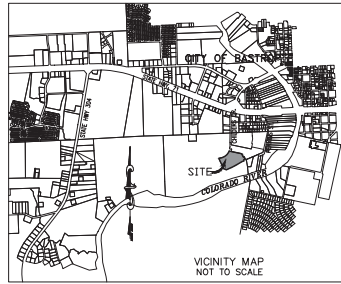 CITY OF BASTROP
STATE HWY. 304
SITE
COLORADO RIVER
VICINITY MAP
NOT TO SCALE